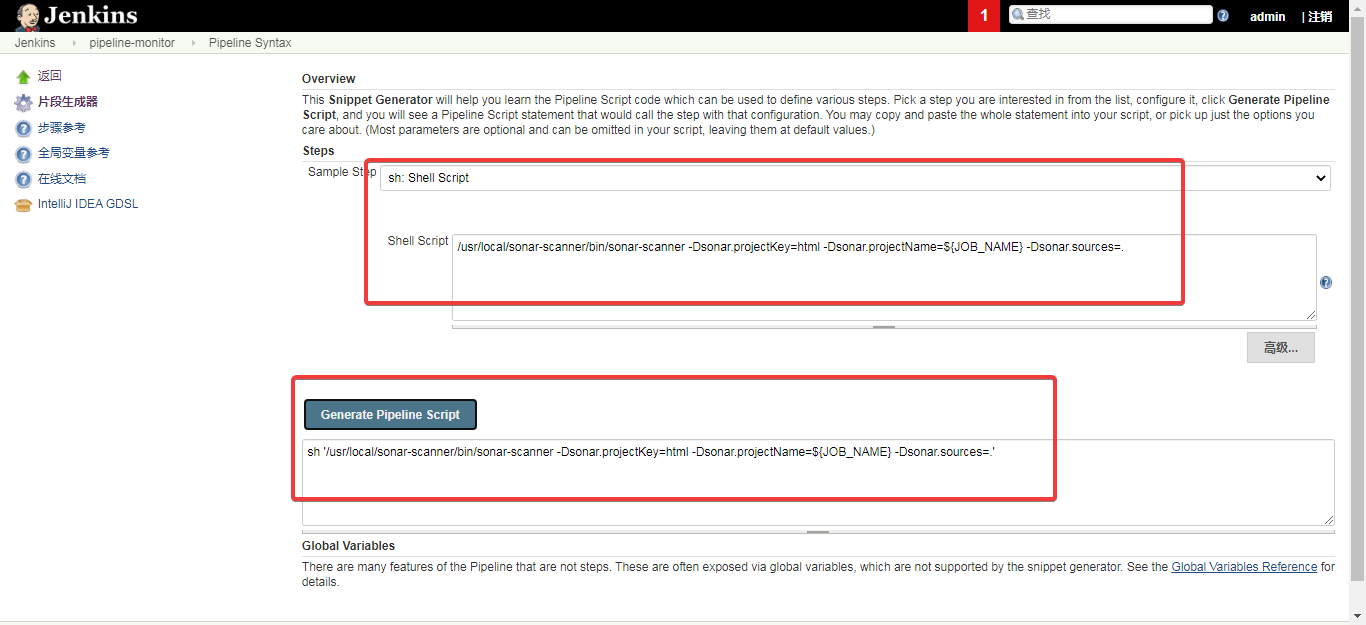 Jenkins
1
查找
admin
| 注销
Jenkins
pipeline-monitor
Pipeline Syntax
返回
片段生成器
步骤参考
全局变量参考
在线文档
IntelliJ IDEA GDSL
Overview
This Snippet Generator will help you learn the Pipeline Script code which can be used to define various steps. Pick a step you are interested in from the list, configure it, click Generate Pipeline
Script, and you will see a Pipeline Script statement that would call the step with that configuration. You may copy and paste the whole statement into your script, or pick up just the options you
care about. (Most parameters are optional and can be omitted in your script, leaving them at default values.)
Steps
Sample Step
sh: Shell Script
Shell Script
/usr/local/sonar-scanner/bin/sonar-scanner -Dsonar.projectKey=html -Dsonar.projectName=${JOB_NAME} -Dsonar.sources=.
高级...
Generate Pipeline Script
sh '/usr/local/sonar-scanner/bin/sonar-scanner -Dsonar.projectKey=html -Dsonar.projectName=${JOB_NAME} -Dsonar.sources=.'
Global Variables
There are many features of the Pipeline that are not steps. These are often exposed via global variables, which are not supported by the snippet generator. See the Global Variables Reference for
details.